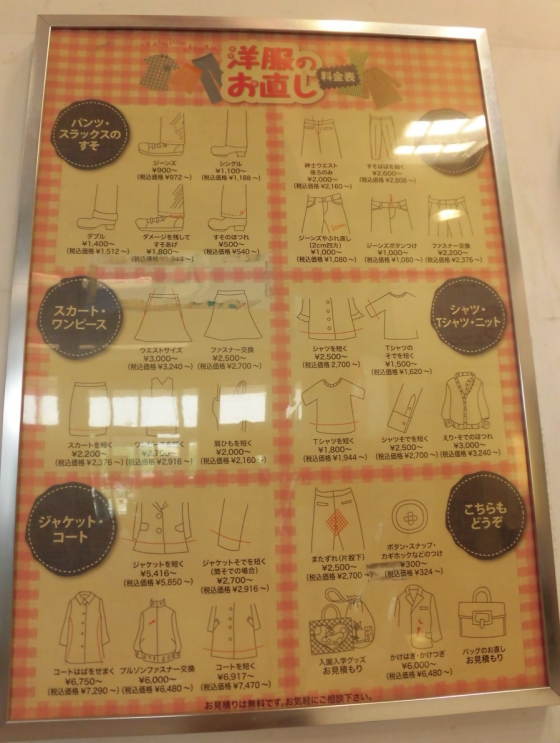 洋服の
お直し
料金表
パンツ・
スラックスの
すそ
ジーンズ
¥900〜
(税込価格 ¥972 〜)
シングル
¥1,100〜
(税込価格 ¥1,188 〜)
ダブル
¥1,400〜
(税込価格 ¥1,512 〜)
ダメージを残して
すそあげ
¥1,800〜
すそのほつれ
¥500〜
(税込価格 ¥540 〜)
紳士ウエスト
後ろのみ
¥2,000〜
(税込価格 ¥2,160 〜)
¥2,600〜
(税込価格 ¥2,808 〜)
ジーンズやぶれ直し
(2cm四方)
¥1,000〜
(税込価格 ¥1,080 〜)
ジーンズボタンつけ
¥1,000〜
(税込価格 ¥1,080 〜)
ファスナー交換
¥2,200〜
(税込価格 ¥2,376 〜)
スカート・
ワンピース
ウエストサイズ
¥3,000〜
(税込価格 ¥3,240 〜)
ファスナー交換
¥2,500〜
(税込価格 ¥2,700 〜)
スカートを短く
¥2,200〜
(税込価格 ¥2,376 〜)
(税込価格 ¥2,916 〜)
肩ひもを短く
¥2,000〜
(税込価格 ¥2,160 〜)
シャツ・
Tシャツ・ニット
シャツを短く
¥2,500〜
(税込価格 2,700 〜)
Tシャツの
そでを短く
¥1,500〜
(税込価格 ¥1,620 〜)
Tシャツを短く
¥1,800〜
(税込価格 ¥1,944 〜)
シャツそでを短く
¥2,500〜
(税込価格 ¥2,700 〜)
えり・そでのほつれ
¥3,000〜
(税込価格 ¥3,240 〜)
ジャケット・
コート
ジャケットを短く
¥5,416〜
(税込価格 ¥5,850 〜)
ジャケットそでを短く
(開そでの場合)
¥2,700〜
(税込価格 ¥2,916 〜)
コートはばをせまく
¥6,750〜
(税込価格 ¥7,290 〜)
ブルゾンファスナー交換
¥6,000〜
(税込価格 ¥6,480 〜)
コートを短く
¥6,917〜
(税込価格 ¥7,470 〜)
こちらも
どうぞ
またずれ(片股下)
¥2,500〜
(税込価格 ¥2,700 〜)
ボタン・スナップ・
カギホックなどのつけ
¥300〜
(税込価格 ¥324 〜)
入園入学グッズ
お見積もり
かけはぎ・かけつぎ
¥6,000〜
(税込価格 ¥6,480 〜)
バッグのお直し
お見積もり
お見積りは無料です。お気軽にご相談下さい。